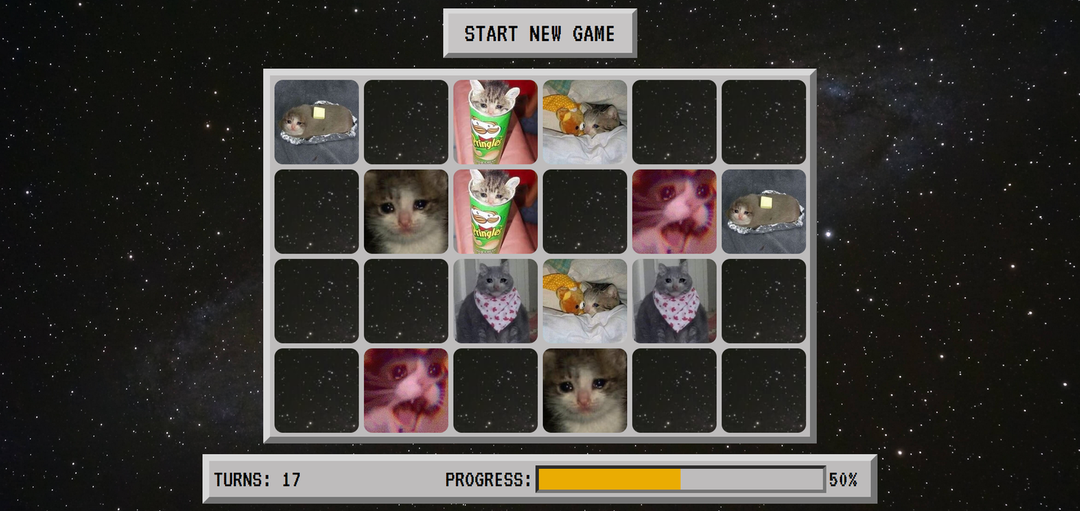 START NEW GAME
Pringles
Pringles
TURNS: 17
PROGRESS:
50%